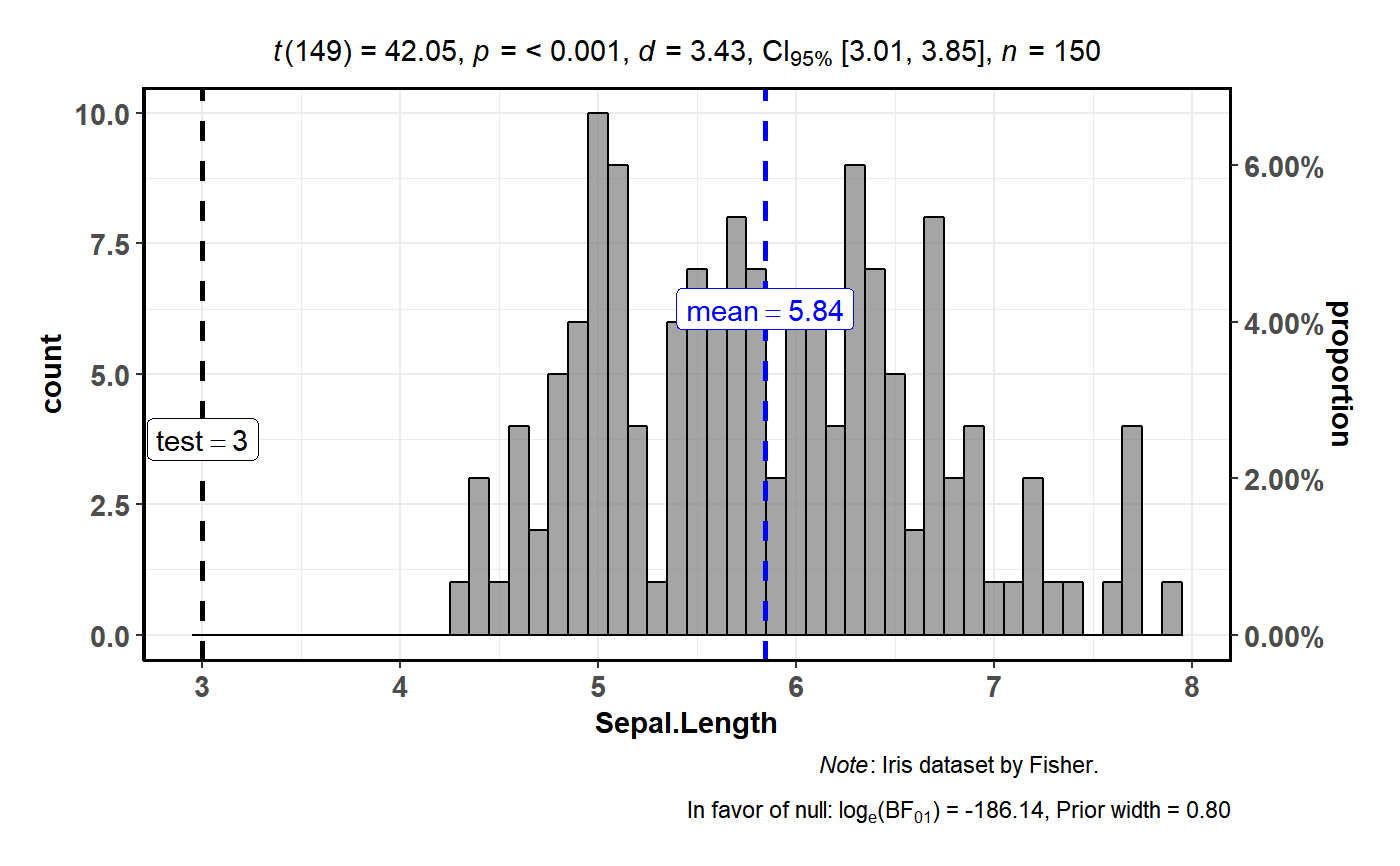 t(149) = 42.05, p = < 0.001, d = 3.43, CI95% [3.01, 3.85], n = 150
10.0
7.5
5.0
2.5
0.0
count
6.00%
4.00%
2.00%
0.00%
proportion
mean = 5.84
test = 3
3 4 5 6 7 8
Sepal.Length
Note: Iris dataset by Fisher.
In favor of null: loge(BF01) = -186.14, Prior width = 0.80